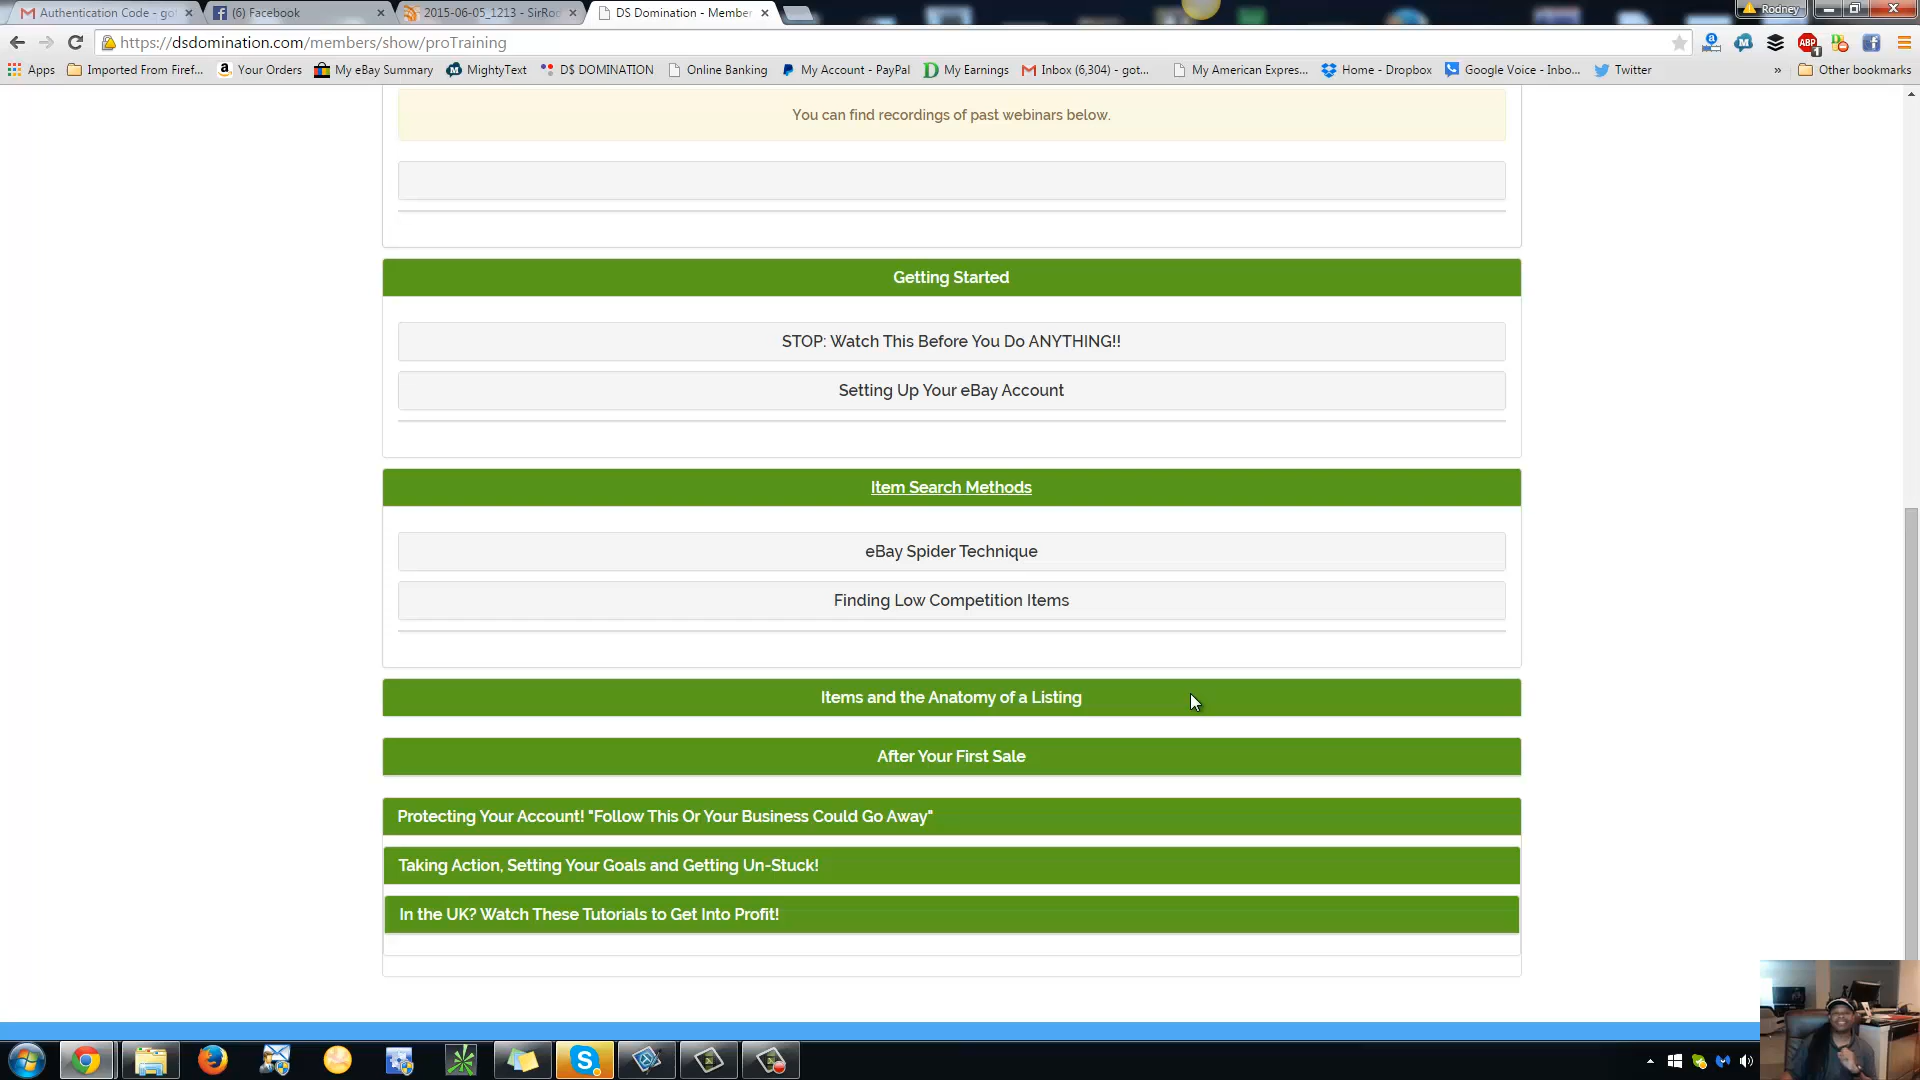 Authentication Code - got
(6) Facebook
2015-06-05_1213 - SirRod
DS Domination - Member
Rodney
https://dsdomination.com/members/show/proTraining
Apps
Imported From Firef...
Your Orders
My eBay Summary
MightyText
D$ DOMINATION
Online Banking
My Account - PayPal
My Earnings
Inbox (6,304) - got...
My American Expres...
Home - Dropbox
Google Voice - Inbo...
Twitter
»
Other bookmarks
You can find recordings of past webinars below.
Getting Started
STOP: Watch This Before You Do ANYTHING!!
Setting Up Your eBay Account
Item Search Methods
eBay Spider Technique
Finding Low Competition Items
Items and the Anatomy of a Listing
After Your First Sale
Protecting Your Account! "Follow This Or Your Business Could Go Away"
Taking Action, Setting Your Goals and Getting Un-Stuck!
In the UK? Watch These Tutorials to Get Into Profit!